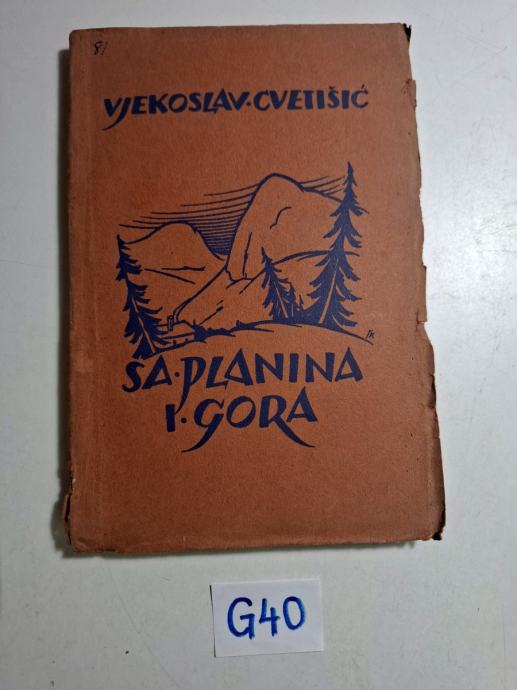 81
VJEKOSLAV·CVETIŠIĆ
SA·PLANINA
I·GORA
G40